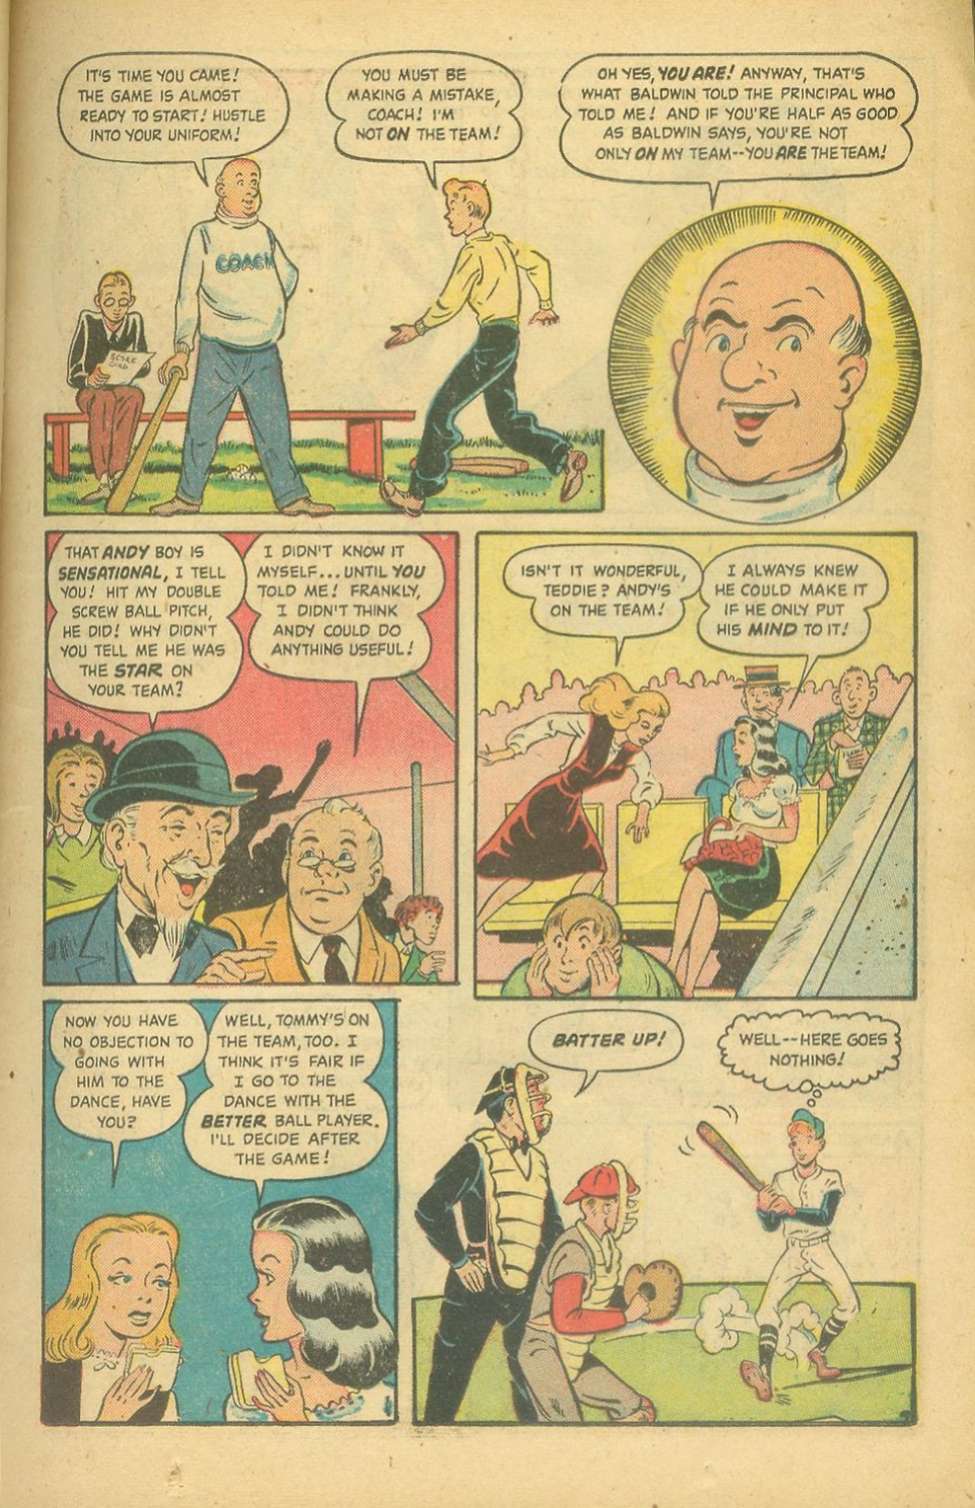 IT'S TIME YOU CAME!
THE GAME IS ALMOST
READY TO START! HUSTLE
INTO YOUR UNIFORM!
YOU MUST BE
MAKING A MISTAKE,
COACH! I'M
NOT ON THE TEAM!
OH YES, YOU ARE! ANYWAY, THAT'S
WHAT BALDWIN TOLD THE PRINCIPAL WHO
TOLD ME! AND IF YOU'RE HALF AS GOOD
AS BALDWIN SAYS, YOU'RE NOT
ONLY ON MY TEAM--YOU ARE THE TEAM!
COACH
SCORE
CARD
THAT ANDY BOY IS
SENSATIONAL, I TELL
YOU! HIT MY DOUBLE
SCREW BALL PITCH,
HE DID! WHY DIDN'T
YOU TELL ME HE WAS
THE STAR ON
YOUR TEAM?
I DIDN'T KNOW IT
MYSELF...UNTIL YOU
TOLD ME! FRANKLY,
I DIDN'T THINK
ANDY COULD DO
ANYTHING USEFUL!
ISN'T IT WONDERFUL,
TEDDIE? ANDY'S
ON THE TEAM!
I ALWAYS KNEW
HE COULD MAKE IT
IF HE ONLY PUT
HIS MIND TO IT!
NOW YOU HAVE
NO OBJECTION TO
GOING WITH
HIM TO THE
DANCE, HAVE
YOU?
WELL, TOMMY'S ON
THE TEAM, TOO. I
THINK IT'S FAIR IF
I GO TO THE
DANCE WITH THE
BETTER BALL PLAYER.
I'LL DECIDE AFTER
THE GAME!
BATTER UP!
WELL--HERE GOES
NOTHING!